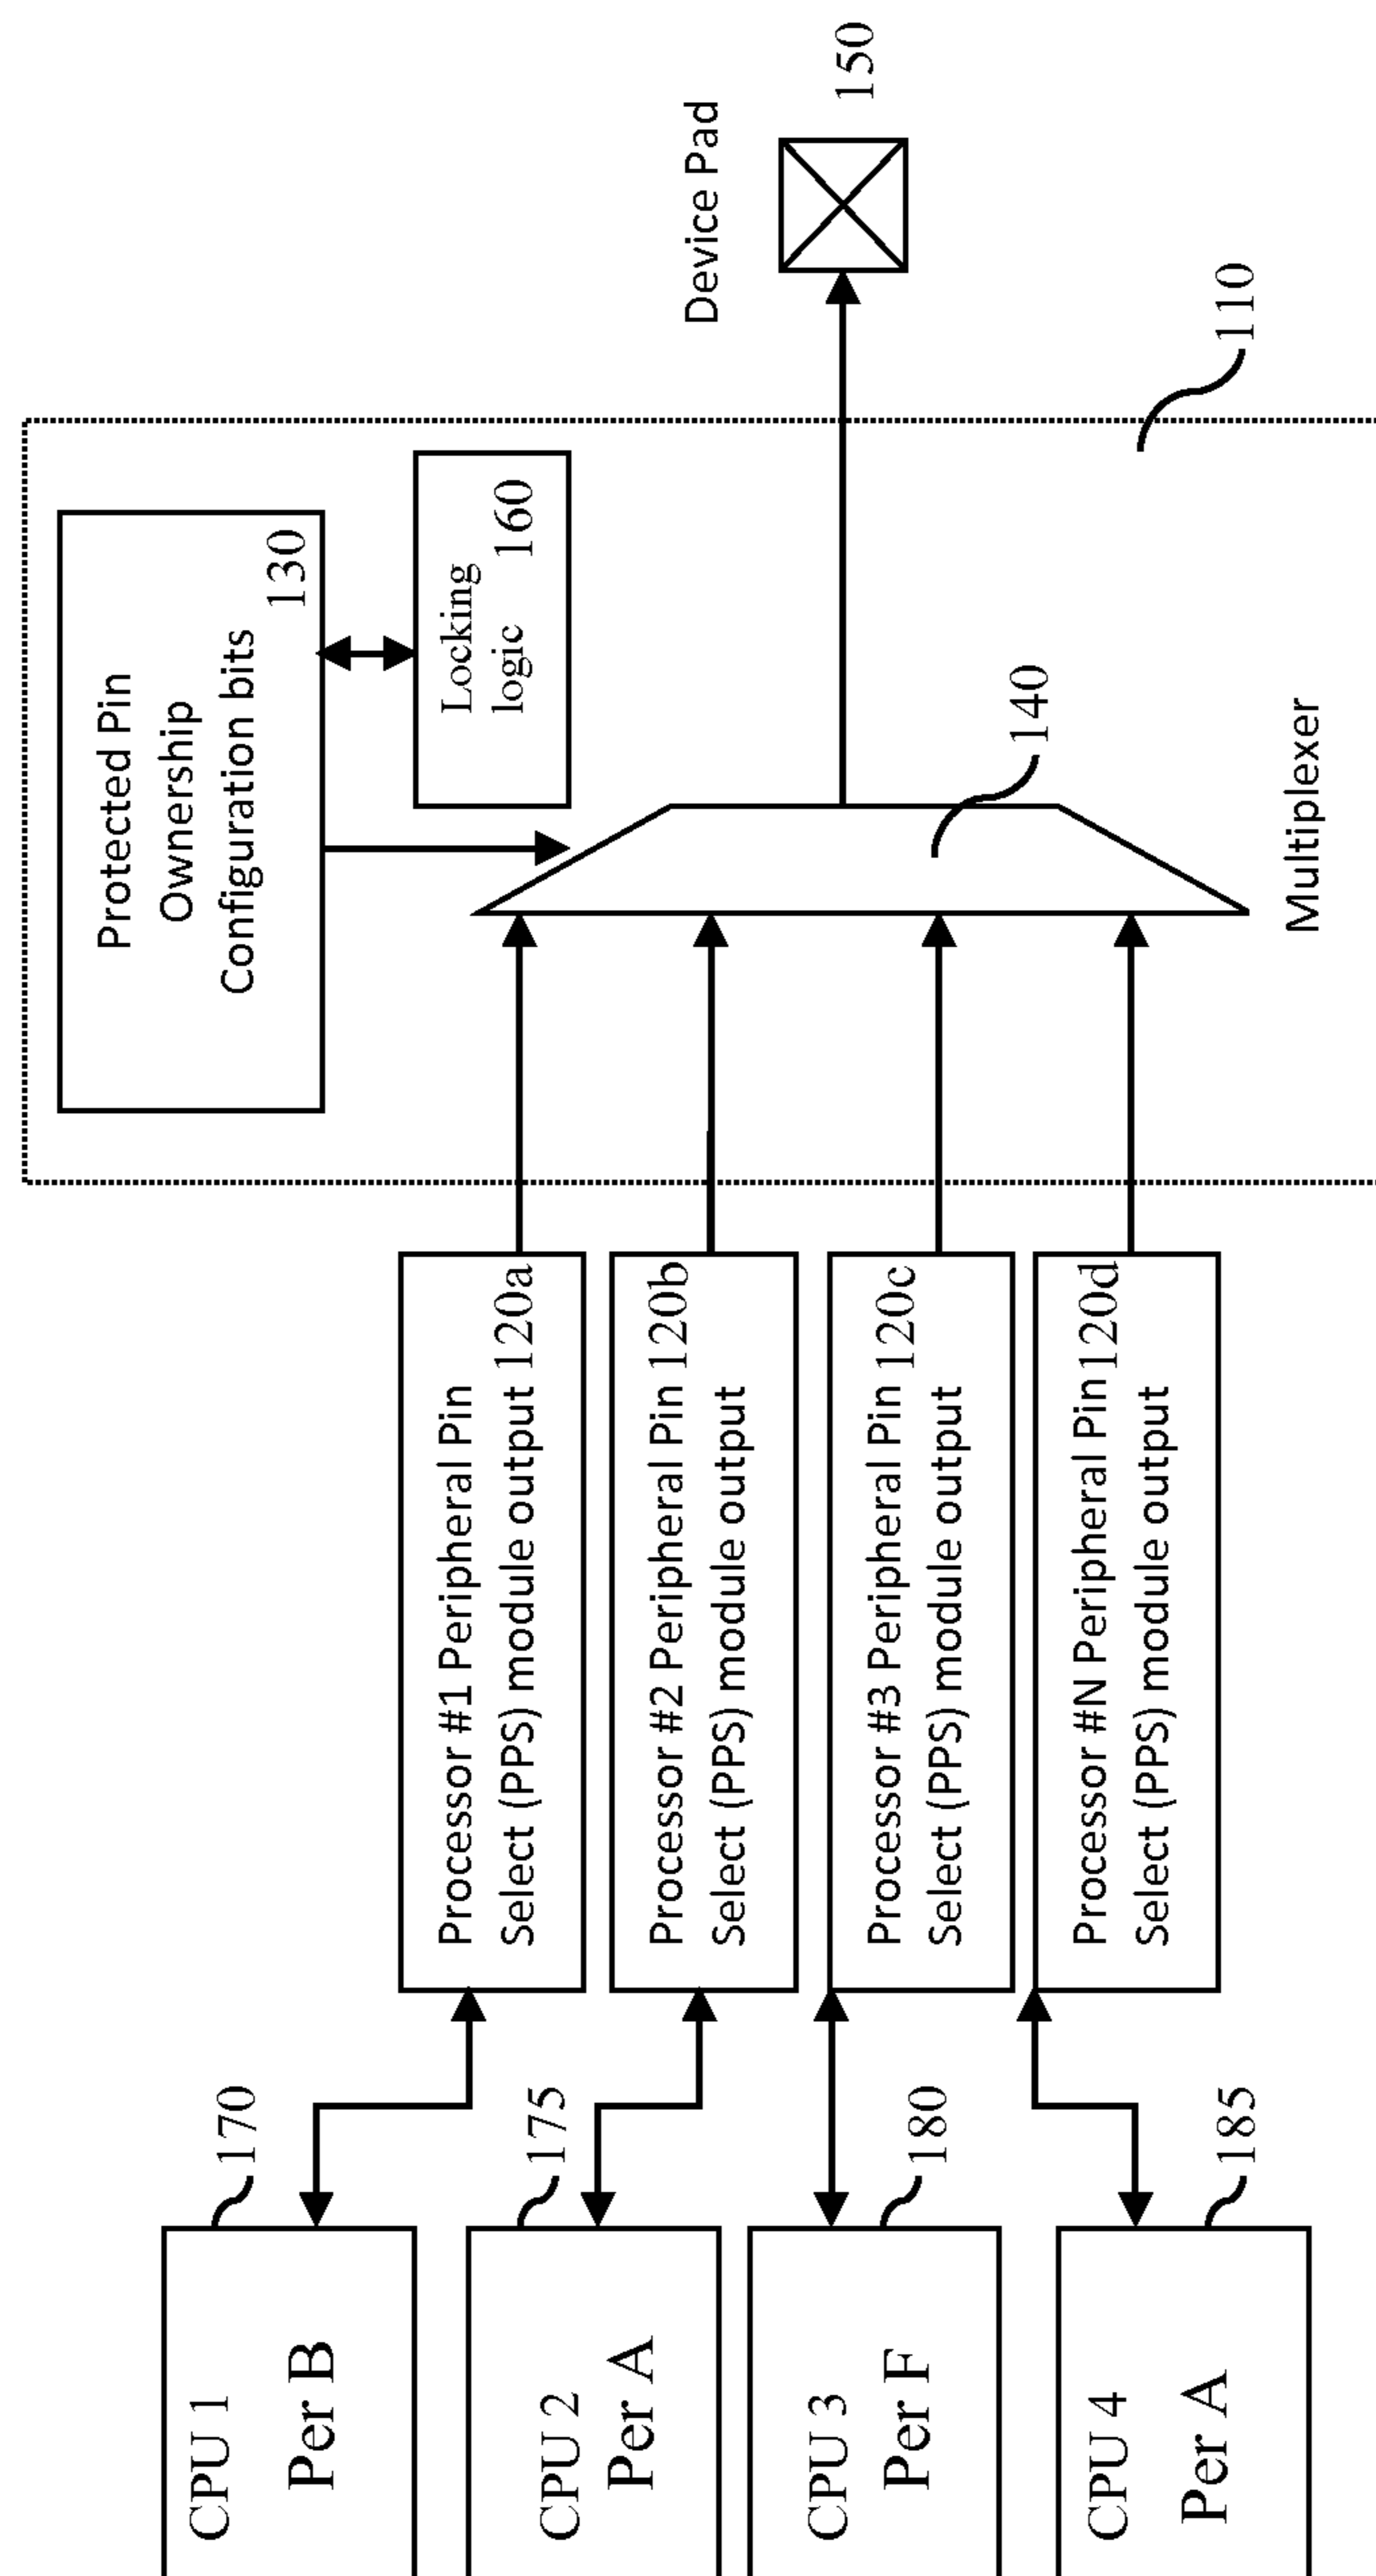 CPU 1
Per B
170
CPU 2
Per A
175
CPU 3
Per F
180
CPU 4
Per A
185
Processor #1 Peripheral Pin
Select (PPS) module output 120a
Processor #2 Peripheral Pin 120b
Select (PPS) module output
Processor #3 Peripheral Pin 120c
Select (PPS) module output
Processor #N Peripheral Pin 120d
Select (PPS) module output
Protected Pin
Ownership
Configuration bits
130
Locking
logic 160
140
Multiplexer
Device Pad
150
110